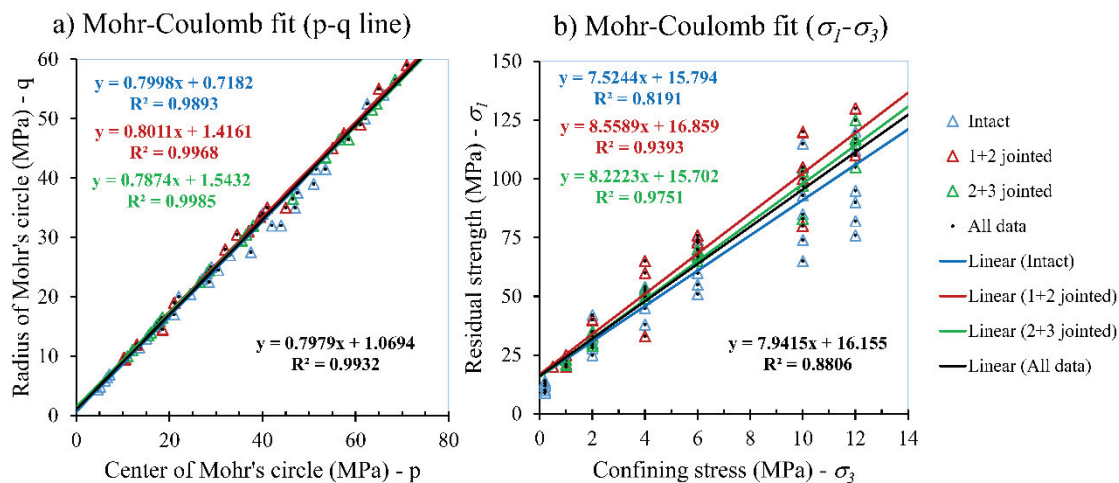 a) Mohr-Coulomb fit (p-q line)
Radius of Mohr's circle (MPa) - q
60
50
40
30
20
10
0
y = 0.7998x + 0.7182
R² = 0.9893
y = 0.8011x + 1.4161
R² = 0.9968
y = 0.7874x + 1.5432
R² = 0.9985
y = 0.7979x + 1.0694
R² = 0.9932
0 20 40 60 80
Center of Mohr's circle (MPa) - p
b) Mohr-Coulomb fit (σ1-σ3)
Residual strength (MPa) - σ1
150
125
100
75
50
25
0
y = 7.5244x + 15.794
R² = 0.8191
y = 8.5589x + 16.859
R² = 0.9393
y = 8.2223x + 15.702
R² = 0.9751
y = 7.9415x + 16.155
R² = 0.8806
0 2 4 6 8 10 12 14
Confining stress (MPa) - σ3
Intact
1+2 jointed
2+3 jointed
All data
Linear (Intact)
Linear (1+2 jointed)
Linear (2+3 jointed)
Linear (All data)